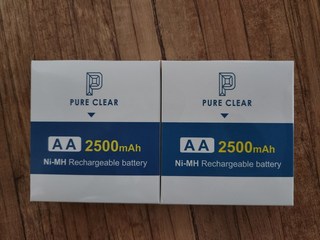 P
PURE CLEAR
AA 2500mAh
Ni-MH Rechargeable battery
P
PURE CLEAR
AA 2500mAh
Ni-MH Rechargeable battery